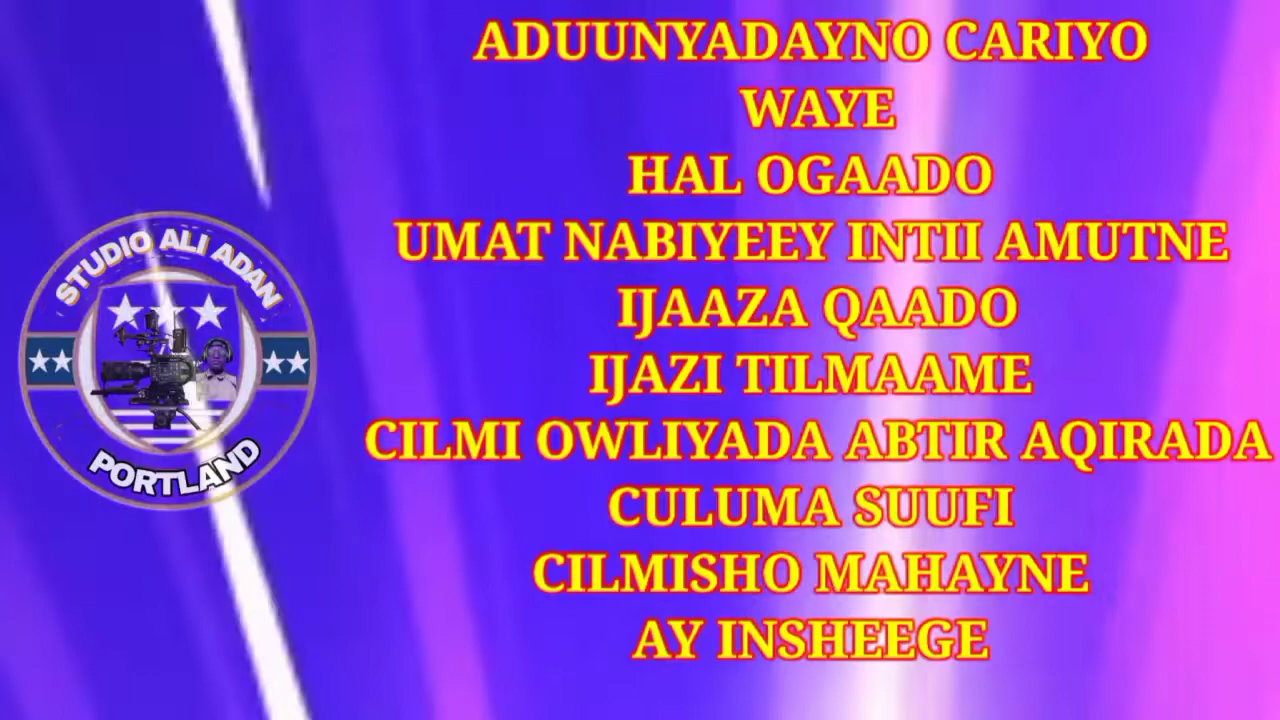 STUDIO ALI ADAN
PORTLAND
ADUUNYADAYNO CARIYO
WAYE
HAL OGAADO
UMAT NABIYEEY INTII AMUTNE
IJAAZA QAADO
IJAZI TILMAAME
CILMI OWLIYADA ABTIR AQIRADA
CULUMA SUUFI
CILMISHO MAHAYNE
AY INSHEEGE